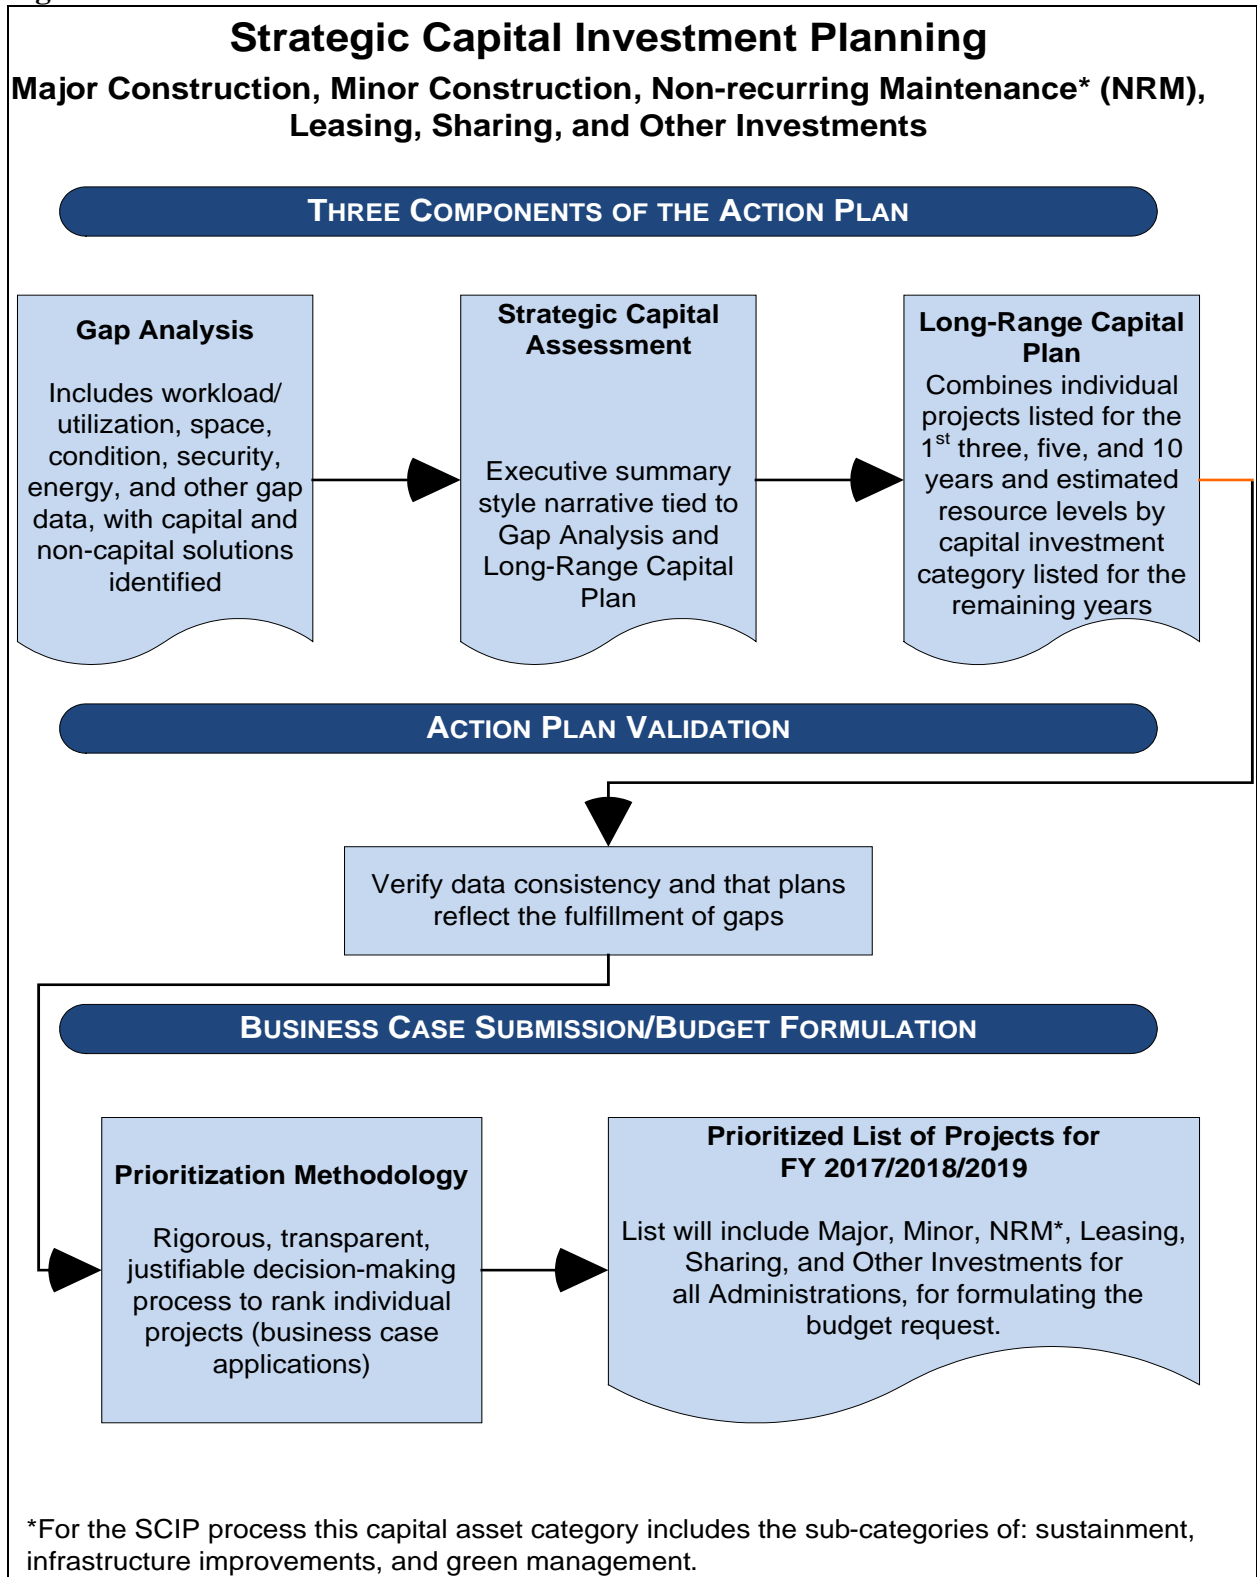 Strategic Capital Investment Planning
Major Construction, Minor Construction, Non-recurring Maintenance* (NRM),
Leasing, Sharing, and Other Investments
THREE COMPONENTS OF THE ACTION PLAN
Gap Analysis
Includes workload/
utilization, space,
condition, security,
energy, and other gap
data, with capital and
non-capital solutions
identified
Strategic Capital
Assessment
Executive summary
style narrative tied to
Gap Analysis and
Long-Range Capital
Plan
Long-Range Capital
Plan
Combines individual
projects listed for the
1st three, five, and 10
years and estimated
resource levels by
capital investment
category listed for the
remaining years
ACTION PLAN VALIDATION
Verify data consistency and that plans
reflect the fulfillment of gaps
BUSINESS CASE SUBMISSION/BUDGET FORMULATION
Prioritization Methodology
Rigorous, transparent,
justifiable decision-making
process to rank individual
projects (business case
applications)
Prioritized List of Projects for
FY 2017/2018/2019
List will include Major, Minor, NRM*, Leasing,
Sharing, and Other Investments for
all Administrations, for formulating the
budget request.
*For the SCIP process this capital asset category includes the sub-categories of: sustainment,
infrastructure improvements, and green management.